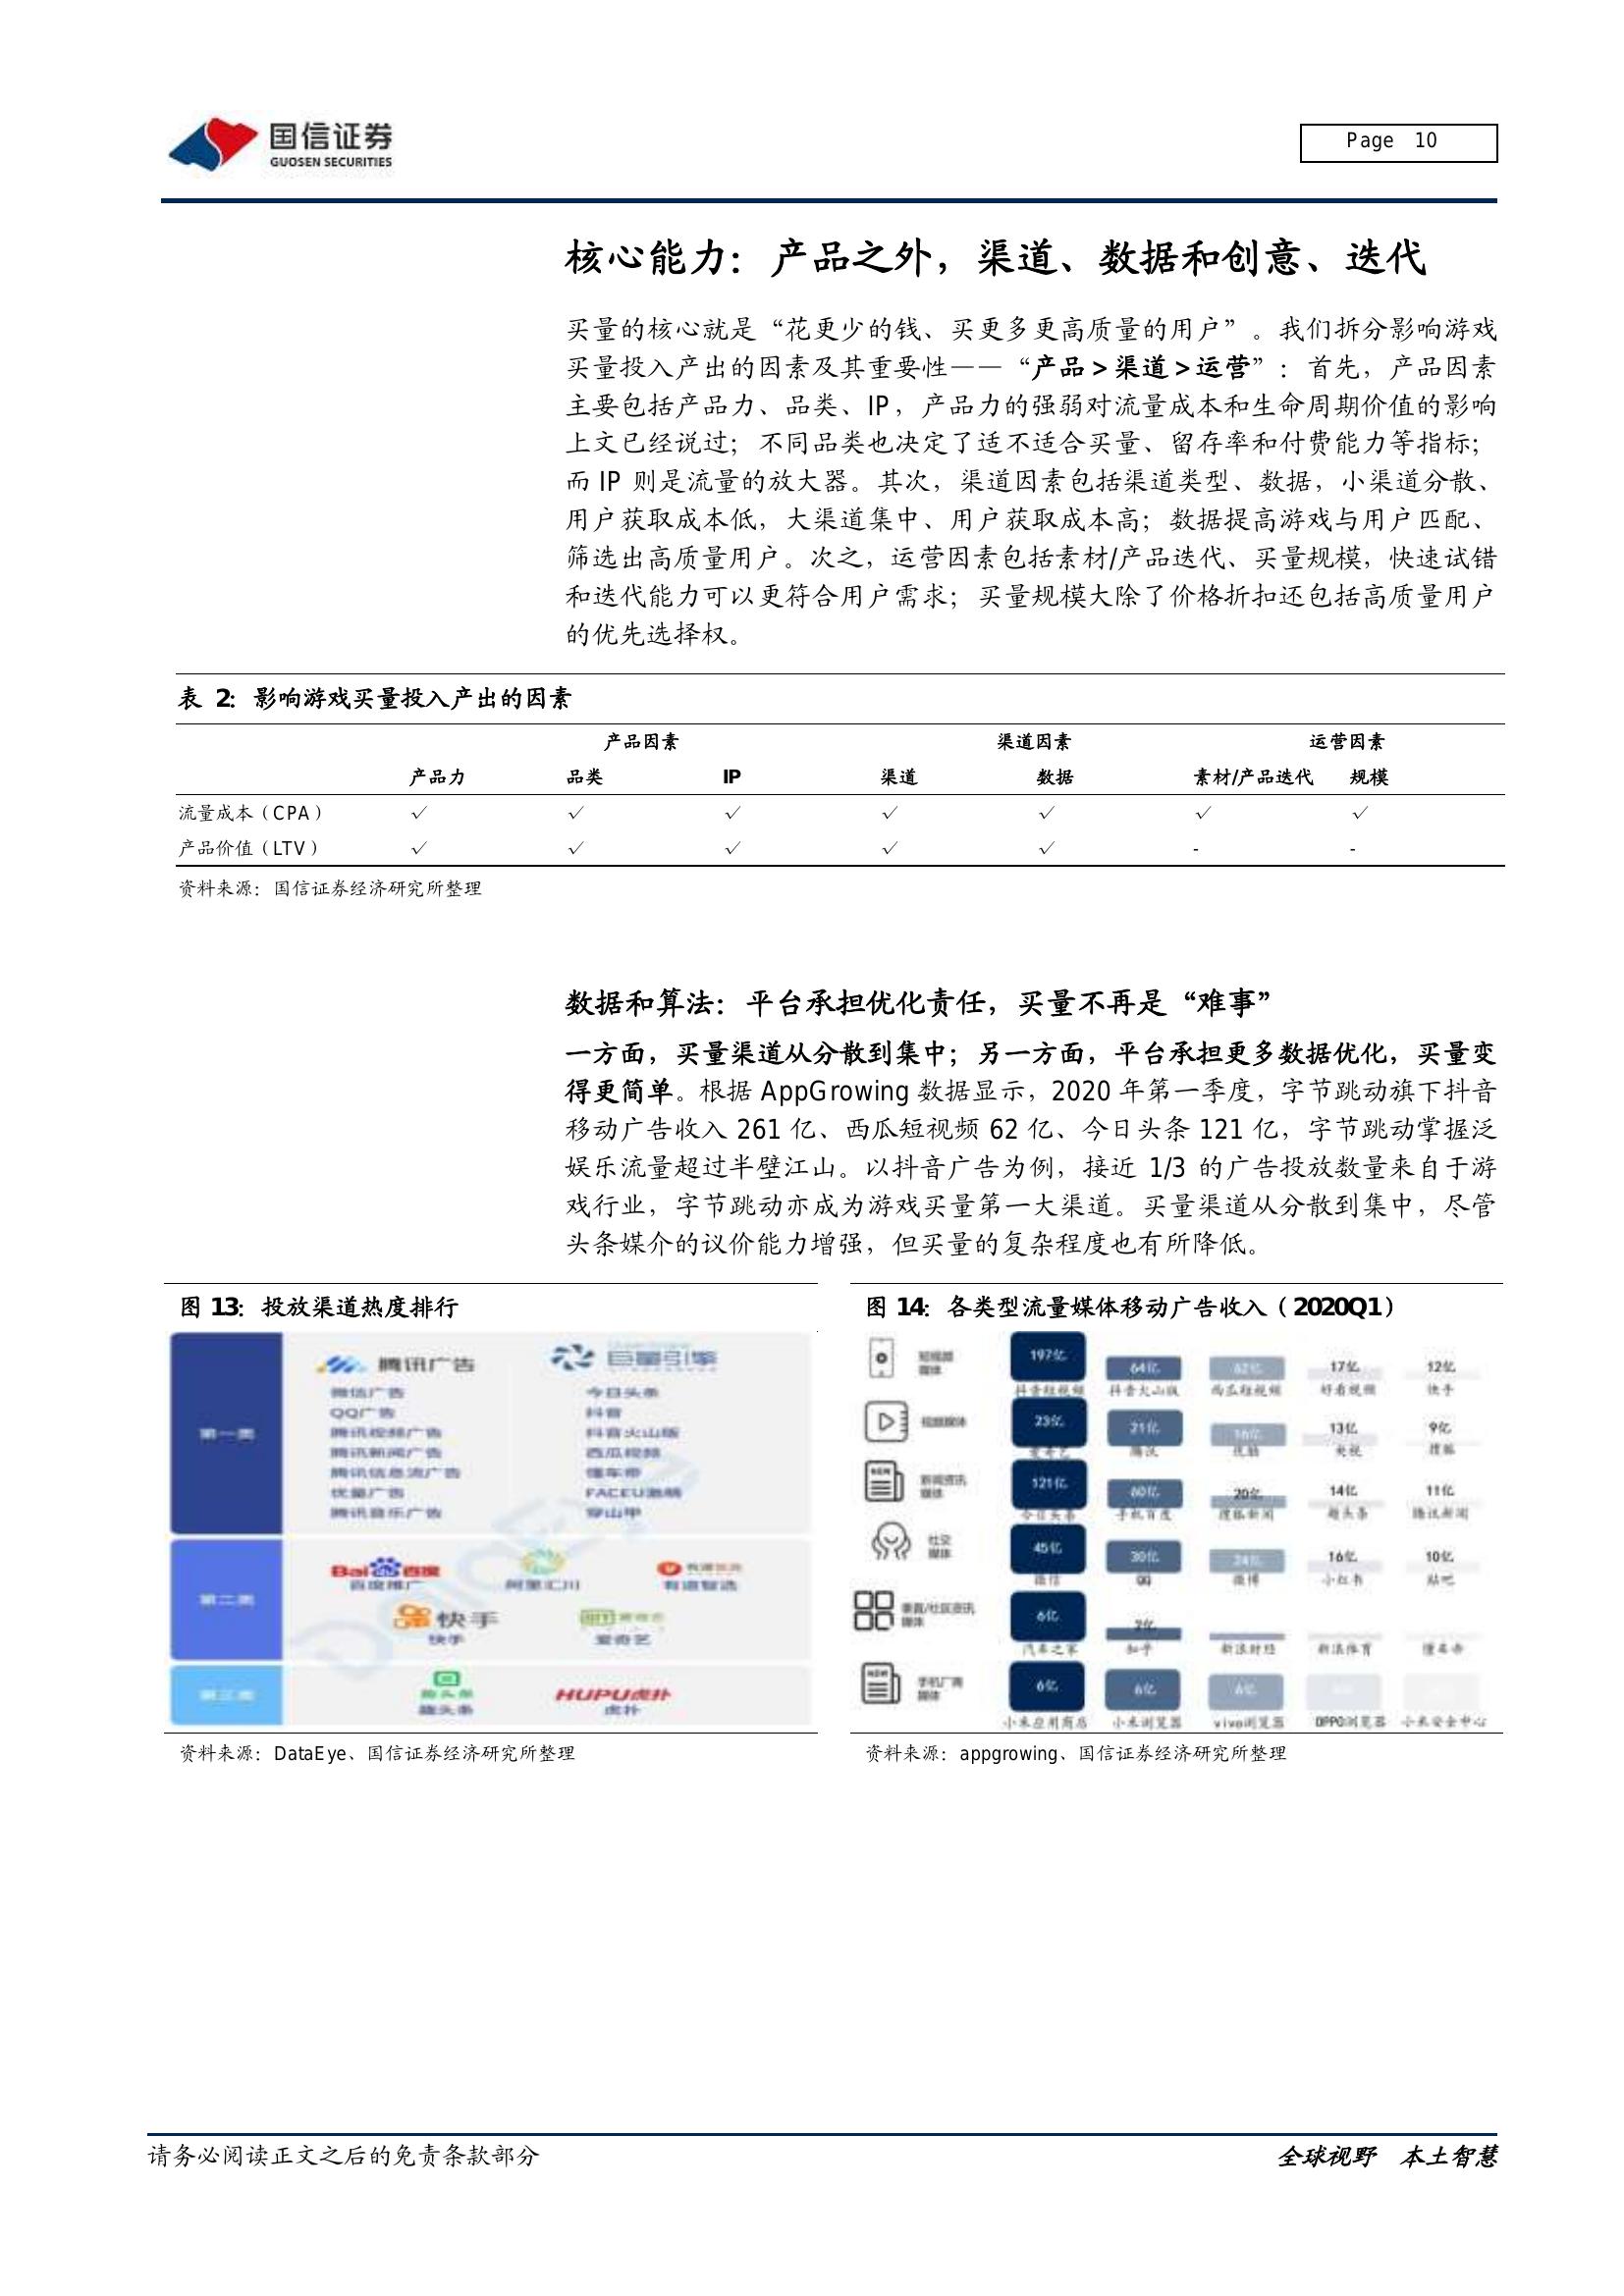 国信证券
GUOSEN SECURITIES
Page 10
核心能力：产品之外，渠道、数据和创意、迭代
买量的核心就是“花更少的钱、买更多更高质量的用户”。我们拆分影响游戏
买量投入产出的因素及其重要性——“产品>渠道>运营”：首先，产品因素
主要包括产品力、品类、IP，产品力的强弱对流量成本和生命周期价值的影响
上文已经说过；不同品类也决定了适不适合买量、留存率和付费能力等指标；
而 IP 则是流量的放大器。其次，渠道因素包括渠道类型、数据，小渠道分散、
用户获取成本低，大渠道集中、用户获取成本高；数据提高游戏与用户匹配、
筛选出高质量用户。次之，运营因素包括素材/产品迭代、买量规模，快速试错
和迭代能力可以更符合用户需求；买量规模大除了价格折扣还包括高质量用户
的优先选择权。
表 2：影响游戏买量投入产出的因素
产品因素 渠道因素 运营因素
产品力 品类 IP 渠道 数据 素材/产品迭代 规模
流量成本（CPA） √ √ √ √ √ √ √
产品价值（LTV） √ √ √ √ √ - -
资料来源：国信证券经济研究所整理
数据和算法：平台承担优化责任，买量不再是“难事”
一方面，买量渠道从分散到集中；另一方面，平台承担更多数据优化，买量变
得更简单。根据 AppGrowing 数据显示，2020 年第一季度，字节跳动旗下抖音
移动广告收入 261 亿、西瓜短视频 62 亿、今日头条 121 亿，字节跳动掌握泛
娱乐流量超过半壁江山。以抖音广告为例，接近 1/3 的广告投放数量来自于游
戏行业，字节跳动亦成为游戏买量第一大渠道。买量渠道从分散到集中，尽管
头条媒介的议价能力增强，但买量的复杂程度也有所降低。
图 13：投放渠道热度排行
第一类
腾讯广告 巨量引擎
微信广告 今日头条
QQ广告 抖音
腾讯视频广告 抖音火山版
腾讯新闻广告 西瓜视频
腾讯信息流广告 懂车帝
优量广告 FACEU激萌
腾讯音乐广告 穿山甲
第二类
Bai百度
百度推广 阿里汇川 有道智选
快手
快手 爱奇艺
第三类
趣头条 HUPU虎扑
趣头条 虎扑
资料来源：DataEye、国信证券经济研究所整理
图 14：各类型流量媒体移动广告收入（2020Q1）
短视频媒体 197亿 64亿 62亿 17亿 12亿
抖音短视频 抖音火山版 西瓜短视频 好看视频 快手
视频媒体 23亿 21亿 16亿 13亿 9亿
爱奇艺 腾讯 优酷 央视 搜狐
新闻资讯媒体 121亿 60亿 20亿 14亿 11亿
今日头条 手机百度 搜狐新闻 趣头条 腾讯新闻
社交媒体 45亿 30亿 24亿 16亿 10亿
微信 QQ 微博 小红书 贴吧
垂直/社区资讯媒体 6亿 2亿
汽车之家 知乎 新浪财经 新浪体育 懂车帝
手机厂商媒体 6亿 6亿 6亿
小米应用商店 小米浏览器 vivo浏览器 OPPO浏览器 小米安全中心
资料来源：appgrowing、国信证券经济研究所整理
请务必阅读正文之后的免责条款部分
全球视野 本土智慧